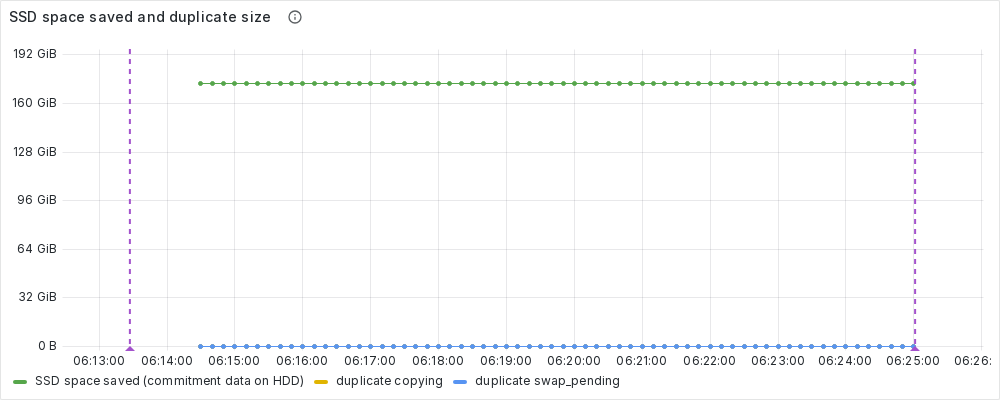 SSD space saved and duplicate size
192 GiB
160 GiB
128 GiB
96 GiB
64 GiB
32 GiB
0 B
06:13:00 06:14:00 06:15:00 06:16:00 06:17:00 06:18:00 06:19:00 06:20:00 06:21:00 06:22:00 06:23:00 06:24:00 06:25:00 06:26:
SSD space saved (commitment data on HDD) duplicate copying duplicate swap_pending